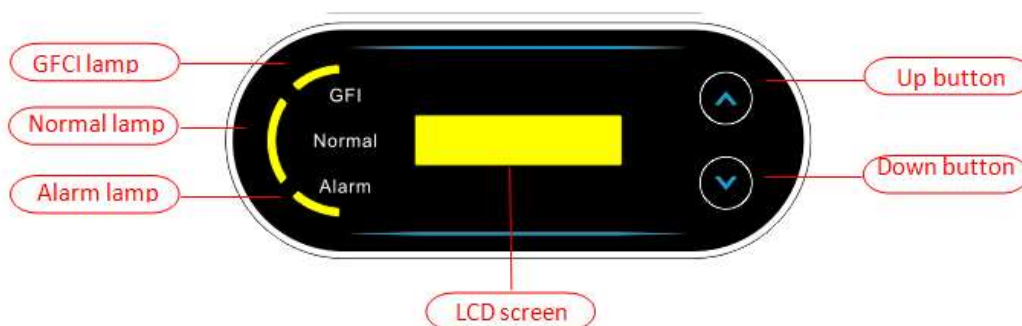 GFCI lamp
Normal lamp
Alarm lamp
GFI
Normal
Alarm
Up button
Down button
LCD screen